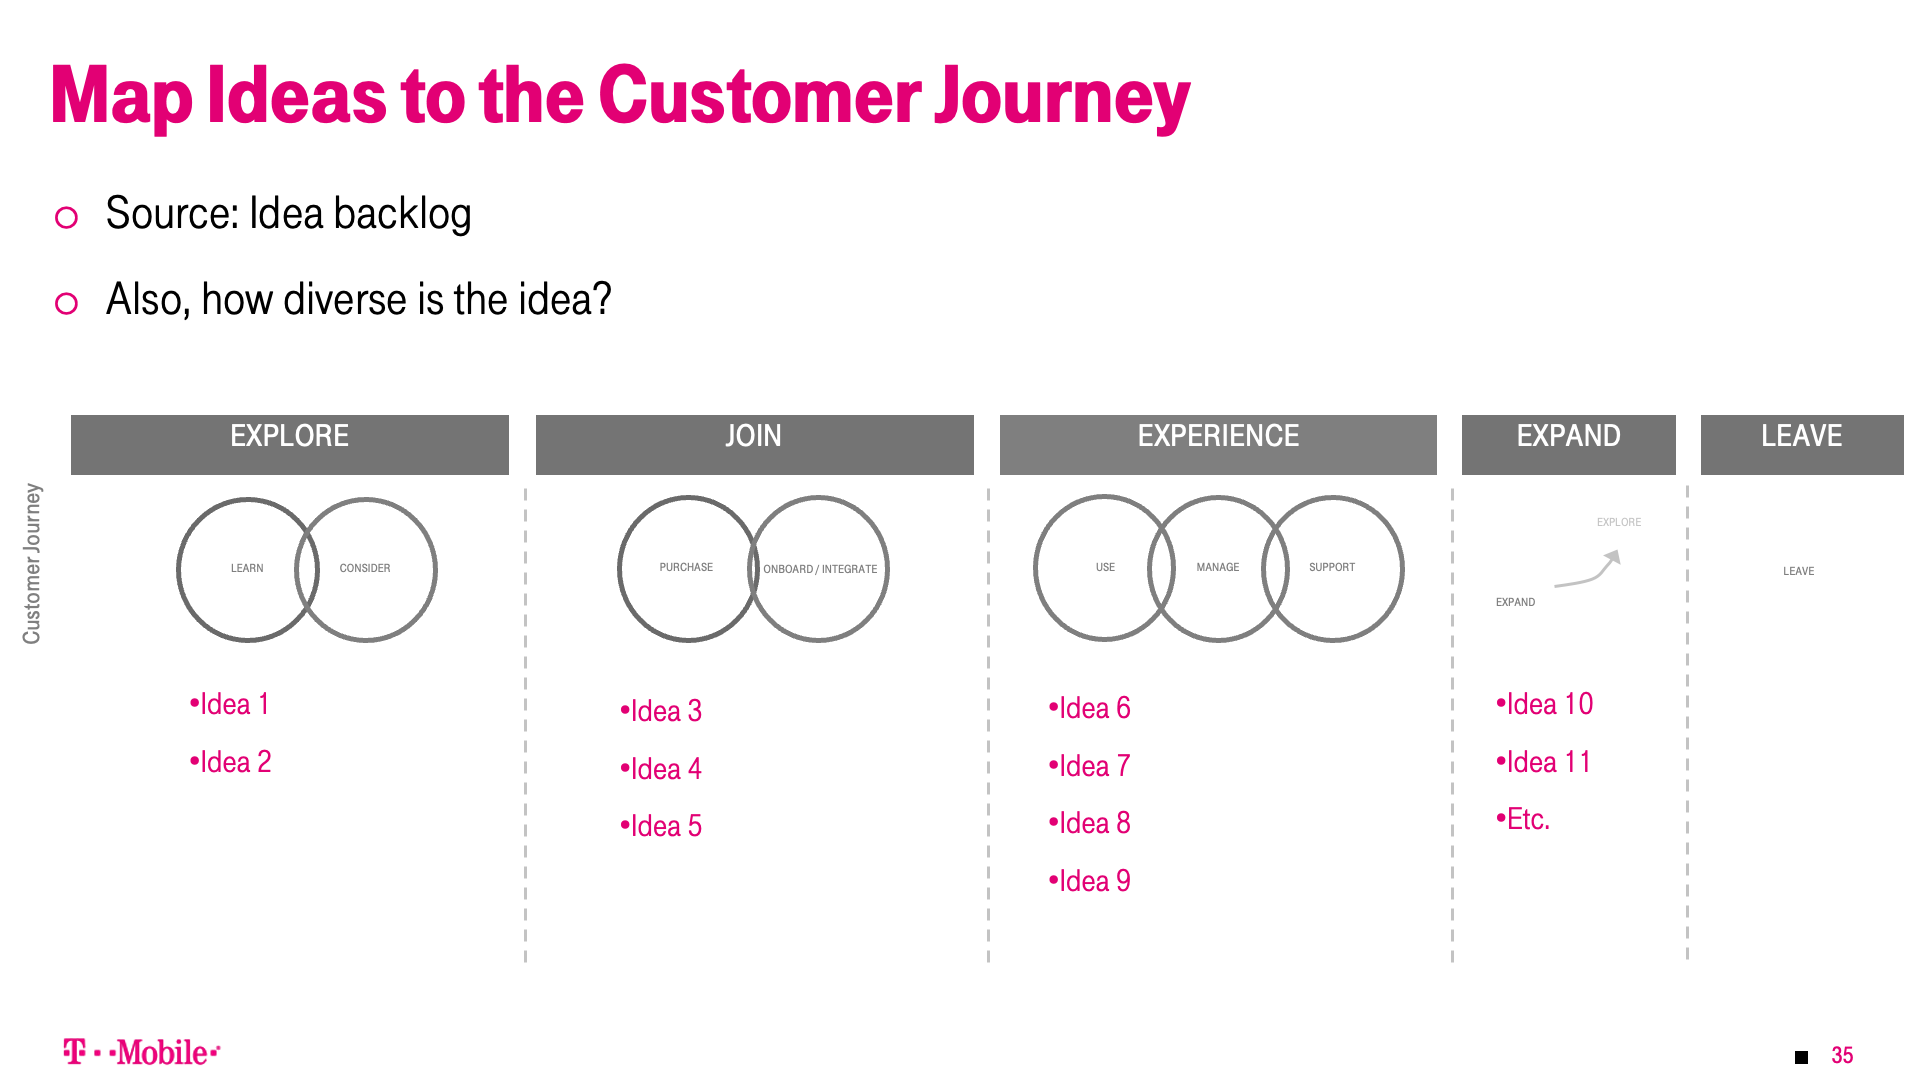 Map Ideas to the Customer Journey
Source: Idea backlog
Also, how diverse is the idea?
Customer Journey
EXPLORE
LEARN
CONSIDER
•Idea 1
•Idea 2
JOIN
PURCHASE
ONBOARD / INTEGRATE
•Idea 3
•Idea 4
•Idea 5
EXPERIENCE
USE
MANAGE
SUPPORT
•Idea 6
•Idea 7
•Idea 8
•Idea 9
EXPAND
EXPLORE
EXPAND
•Idea 10
•Idea 11
•Etc.
LEAVE
LEAVE
T··Mobile·
35